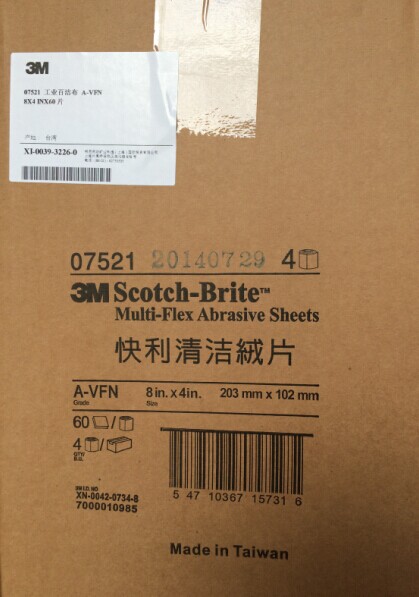 3M
07521 工业百洁布 A-VFN
8X4 INX60 片
产地: 台湾
XI-0039-3226-0
07521 20140729 4
3M Scotch-Brite™
Multi-Flex Abrasive Sheets
快利清洁絨片
A-VFN 8 in. x 4 in. 203 mm x 102 mm
Grade Size
60 /
4 /
QTY
3M I.D. NO.
XN-0042-0734-8
7000010985
5 4710367 15731 6
Made in Taiwan